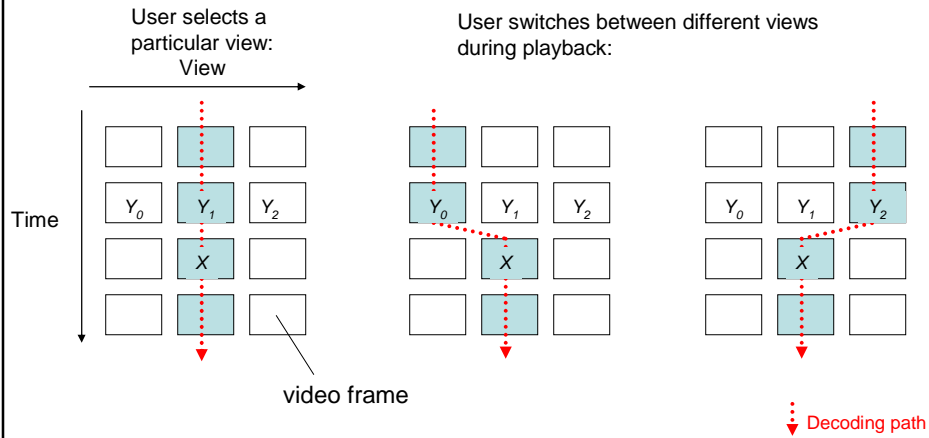 User selects a
particular view:
View
User switches between different views
during playback:
Time
Y0 Y1 Y2
X
Y0 Y1 Y2
X
Y0 Y1 Y2
X
video frame
Decoding path